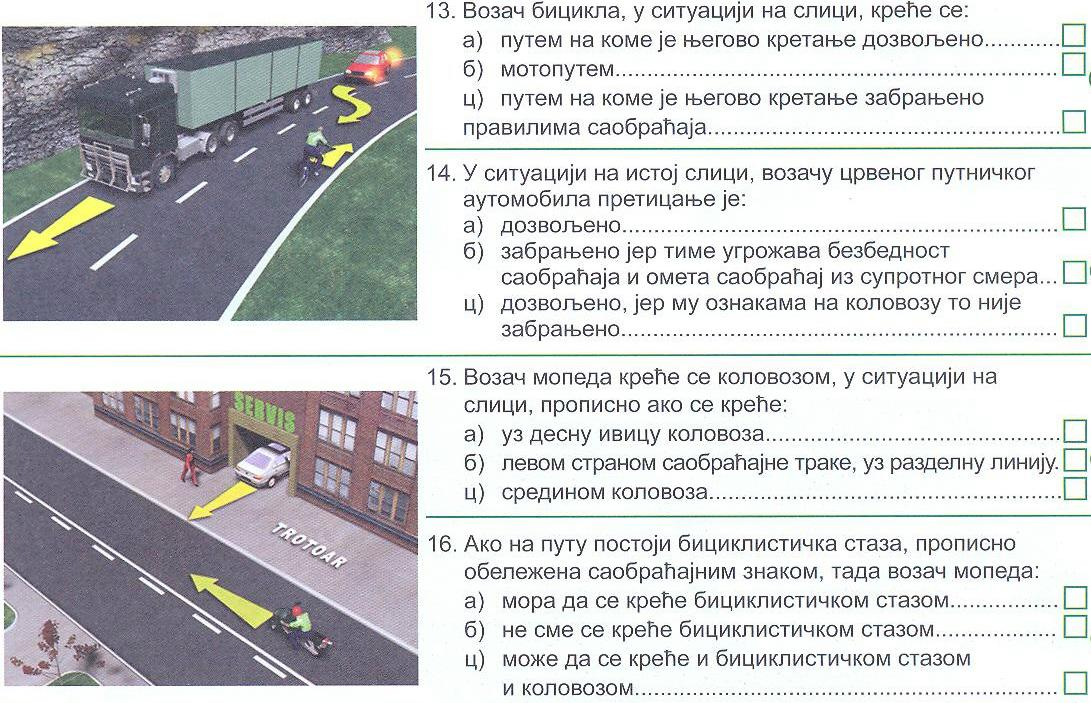 13. Возач бицикла, у ситуацији на слици, креће се:
а) путем на коме је његово кретање дозвољено
б) мотопутем
ц) путем на коме је његово кретање забрањено
правилима саобраћаја
14. У ситуацији на истој слици, возачу црвеног путничког
аутомобила претицање је:
а) дозвољено
б) забрањено јер тиме угрожава безбедност
саобраћаја и омета саобраћај из супротног смера...
ц) дозвољено, јер му ознакама на коловозу то није
забрањено
SERVIS
TROTOAR
15. Возач мопеда креће се коловозом, у ситуацији на
слици, прописно ако се креће:
а) уз десну ивицу коловоза
б) левом страном саобраћајне траке, уз разделну линију.
ц) средином коловоза
16. Ако на путу постоји бициклистичка стаза, прописно
обележена саобраћајним знаком, тада возач мопеда:
а) мора да се креће бициклистичком стазом
б) не сме се креће бициклистичком стазом
ц) може да се креће и бициклистичком стазом
и коловозом